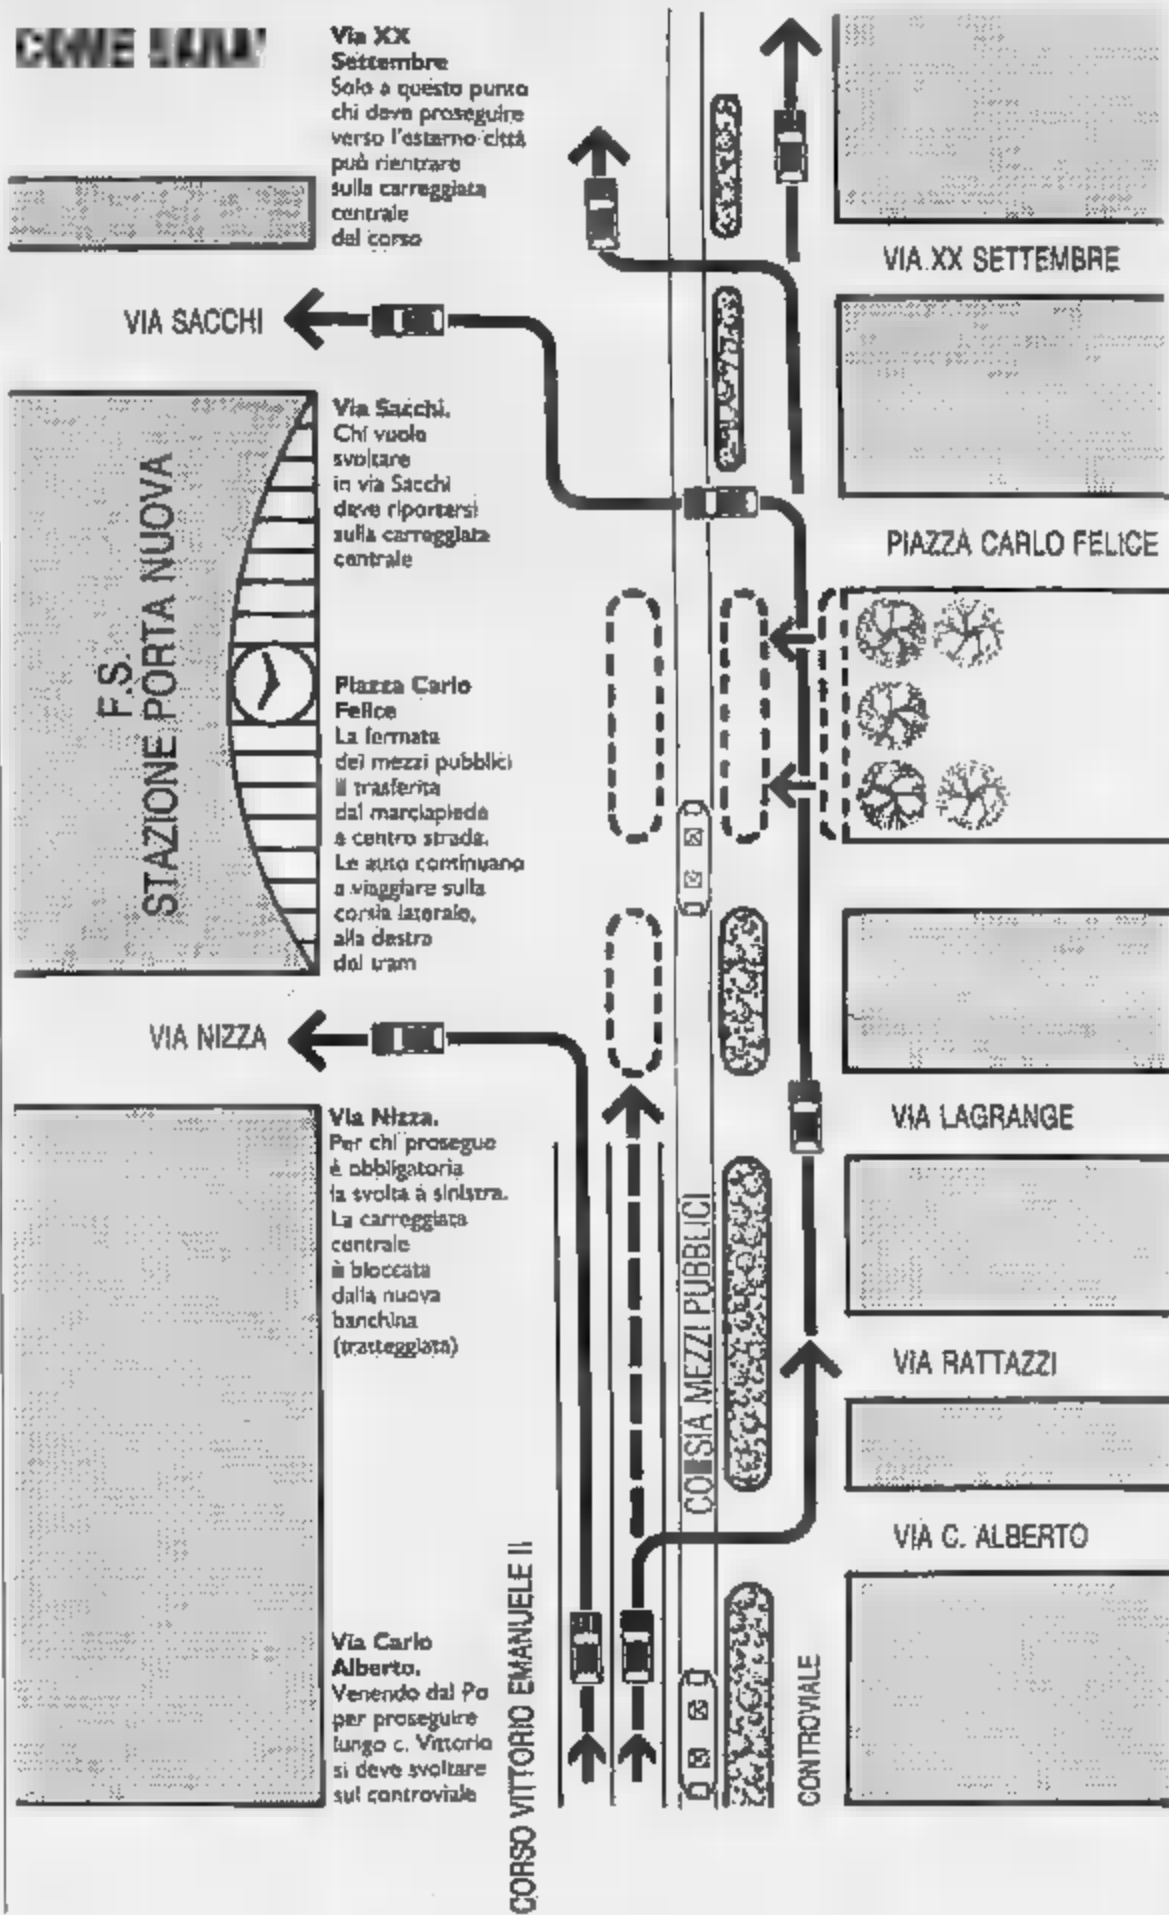 COME SARA'
Via XX
Settembre
Solo a questo punto
chi deve proseguire
verso l'esterno città
può rientrare
sulla carreggiata
centrale
del corso
VIA XX SETTEMBRE
VIA SACCHI
Via Sacchi.
Chi vuole
svoltare
in via Sacchi
deve riportarsi
sulla carreggiata
centrale
PIAZZA CARLO FELICE
F.S.
STAZIONE PORTA NUOVA
Piazza Carlo
Felice
La fermata
dei mezzi pubblici
è trasferita
dal marciapiede
a centro strada.
Le auto continuano
a viaggiare sulla
corsia laterale,
alla destra
del tram
VIA NIZZA
Via Nizza.
Per chi prosegue
è obbligatoria
la svolta a sinistra.
La carreggiata
centrale
è bloccata
dalla nuova
banchina
(tratteggiata)
VIA LAGRANGE
CORSIA MEZZI PUBBLICI
VIA RATTAZZI
VIA C. ALBERTO
Via Carlo
Alberto.
Venendo dal Po
per proseguire
lungo c. Vittorio
si deve svoltare
sul controviale
CORSO VITTORIO EMANUELE II
CONTROVIALE